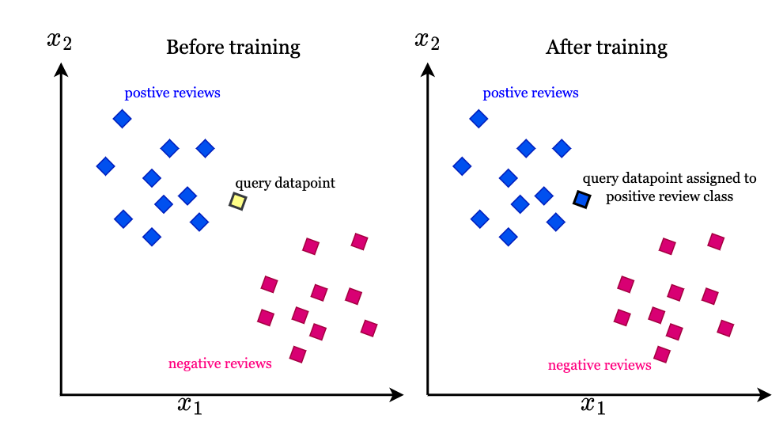 x2
Before training
postive reviews
query datapoint
negative reviews
x1
x2
After training
postive reviews
query datapoint assigned to
positive review class
negative reviews
x1